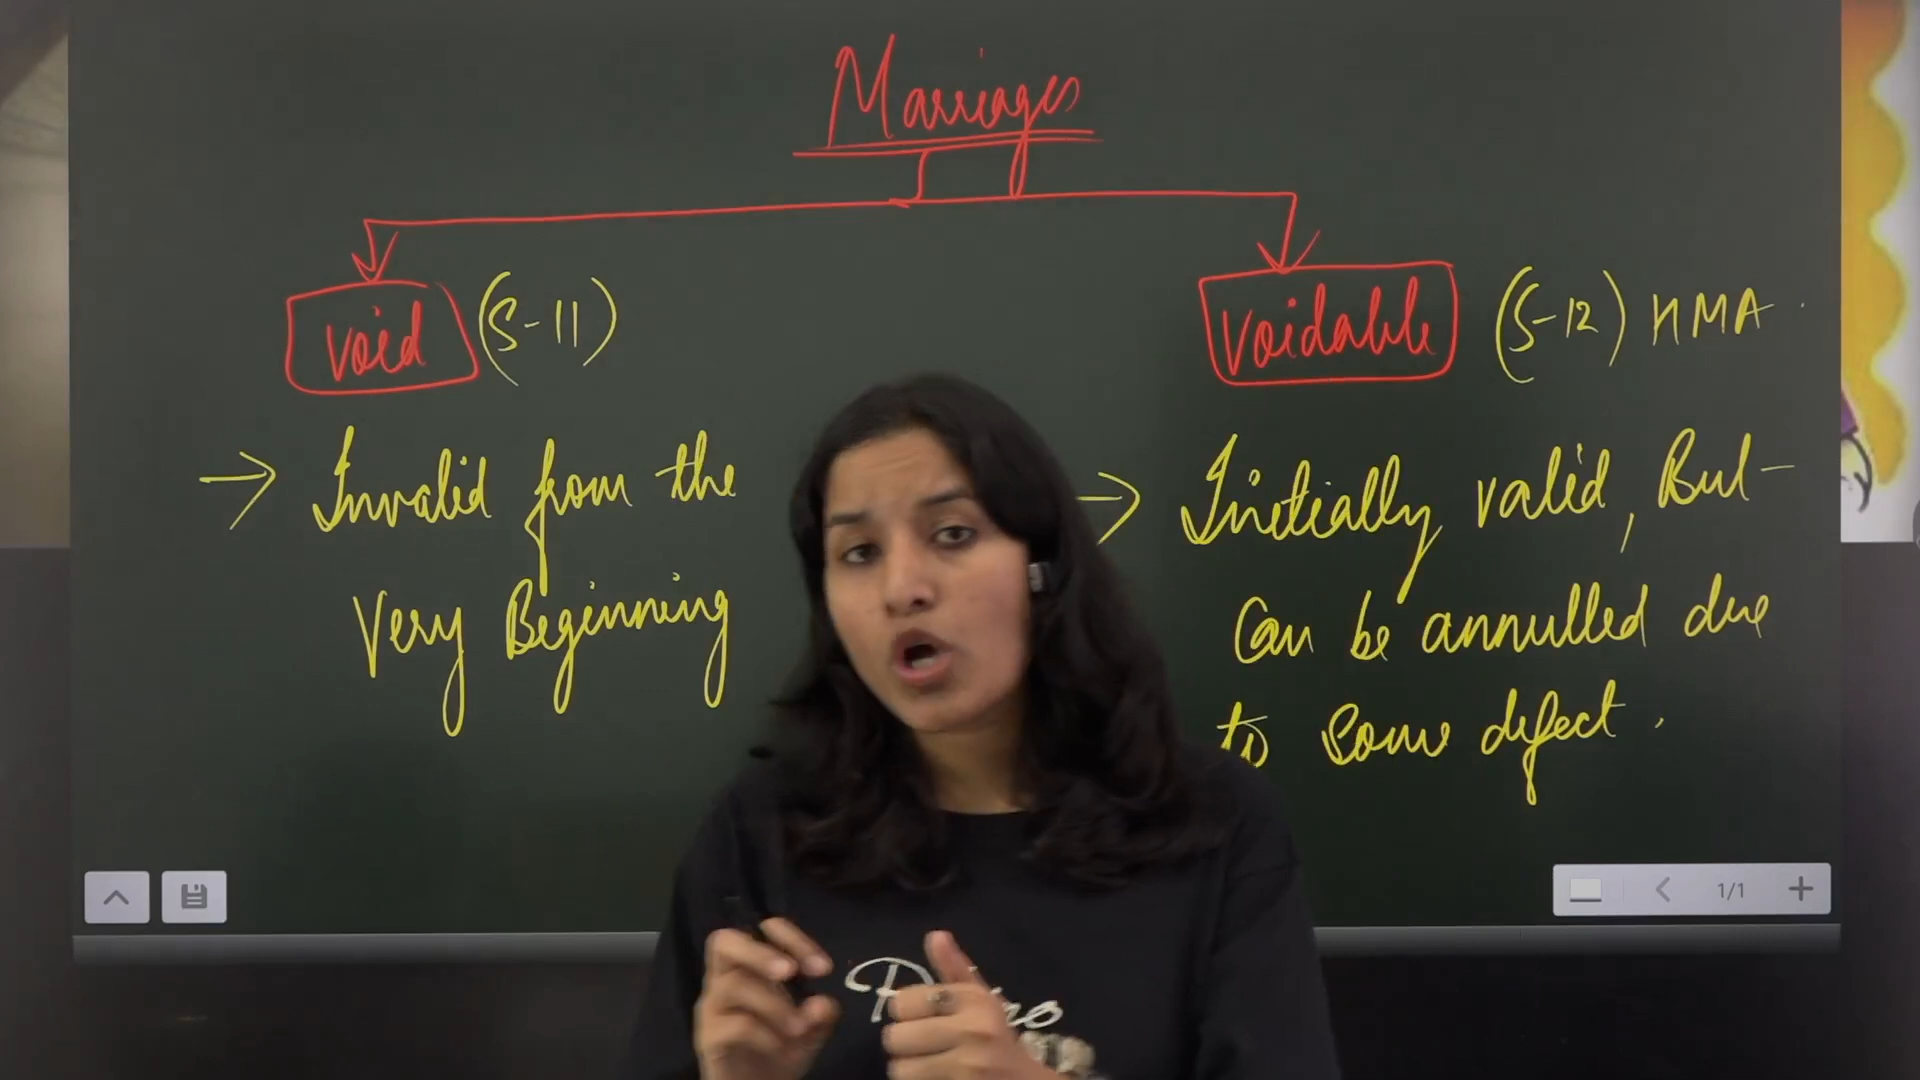 Marriages
void (S-11)
Voidable (S-12) HMA.
→ Invalid from the
Very Beginning
→ Initially valid, But
Can be annulled due
to some defect.
1/1